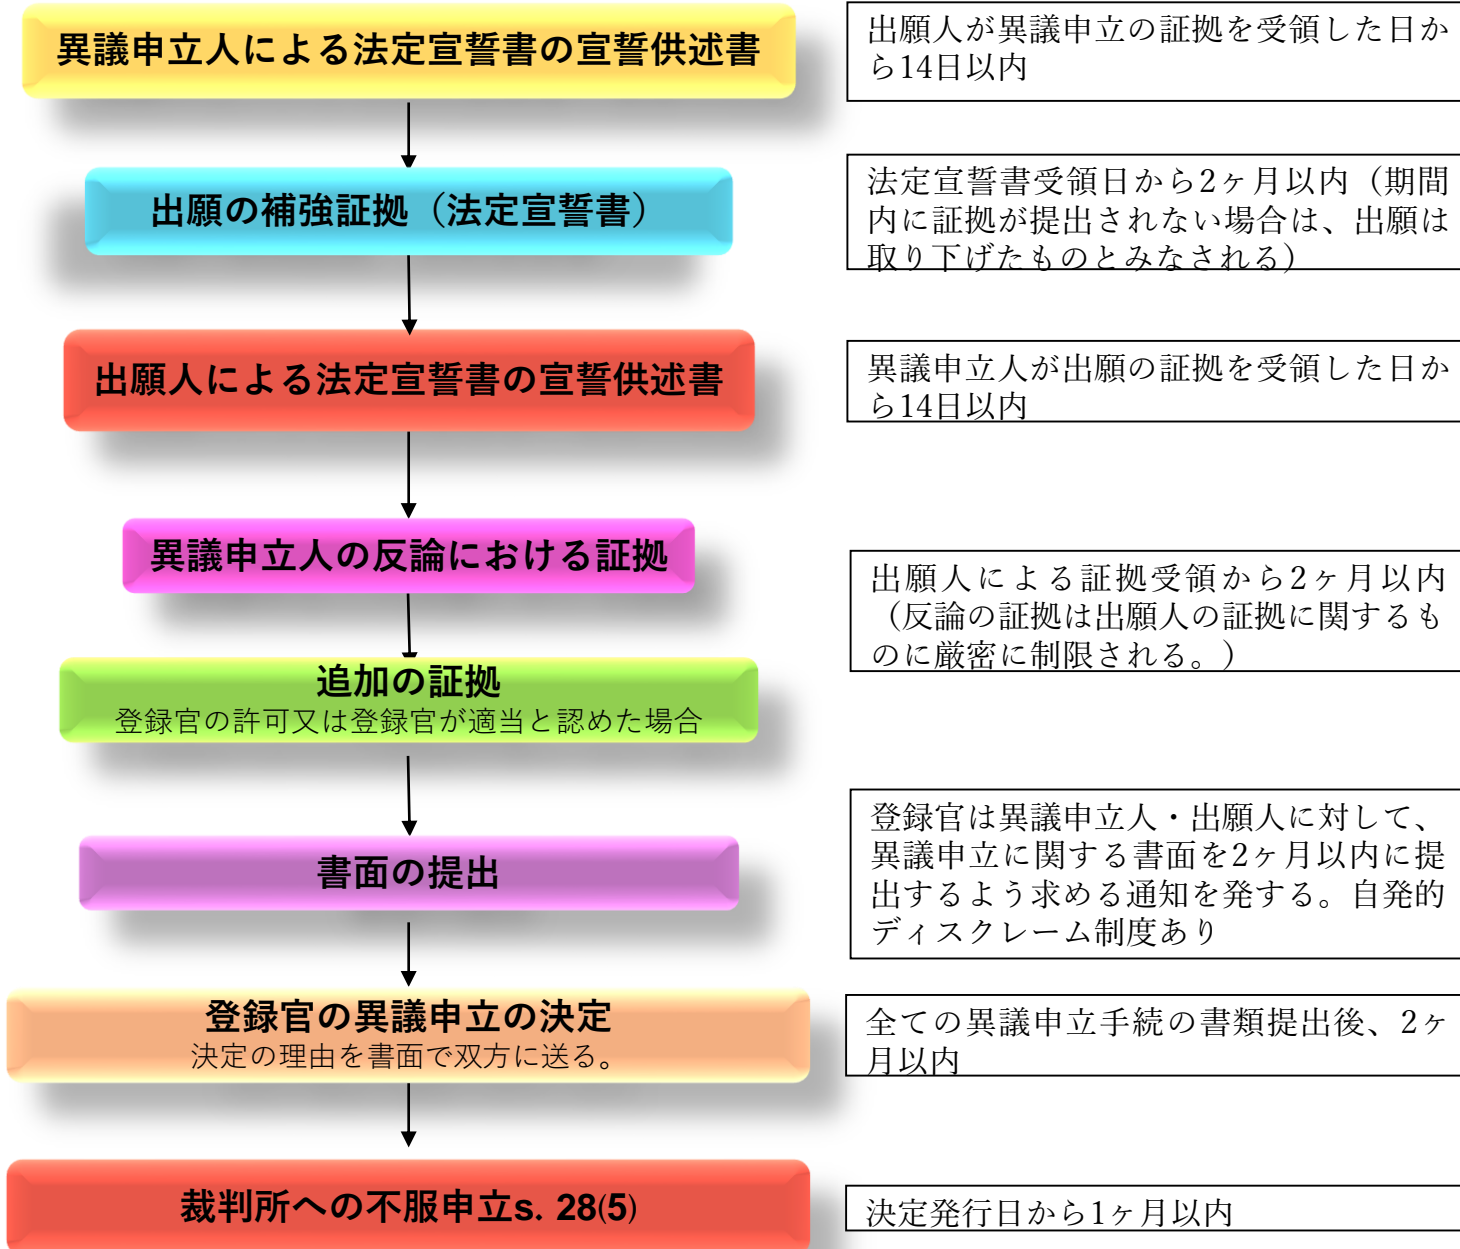 異議申立人による法定宣誓書の宣誓供述書
出願人が異議申立の証拠を受領した日か
ら14日以内
出願の補強証拠（法定宣誓書）
法定宣誓書受領日から2ヶ月以内（期間
内に証拠が提出されない場合は、出願は
取り下げたものとみなされる）
出願人による法定宣誓書の宣誓供述書
異議申立人が出願の証拠を受領した日か
ら14日以内
異議申立人の反論における証拠
出願人による証拠受領から2ヶ月以内
（反論の証拠は出願人の証拠に関するも
のに厳密に制限される。）
追加の証拠
登録官の許可又は登録官が適当と認めた場合
書面の提出
登録官は異議申立人・出願人に対して、
異議申立に関する書面を2ヶ月以内に提
出するよう求める通知を発する。自発的
ディスクレーム制度あり
登録官の異議申立の決定
決定の理由を書面で双方に送る。
全ての異議申立手続の書類提出後、2ヶ
月以内
裁判所への不服申立s. 28(5)
決定発行日から1ヶ月以内